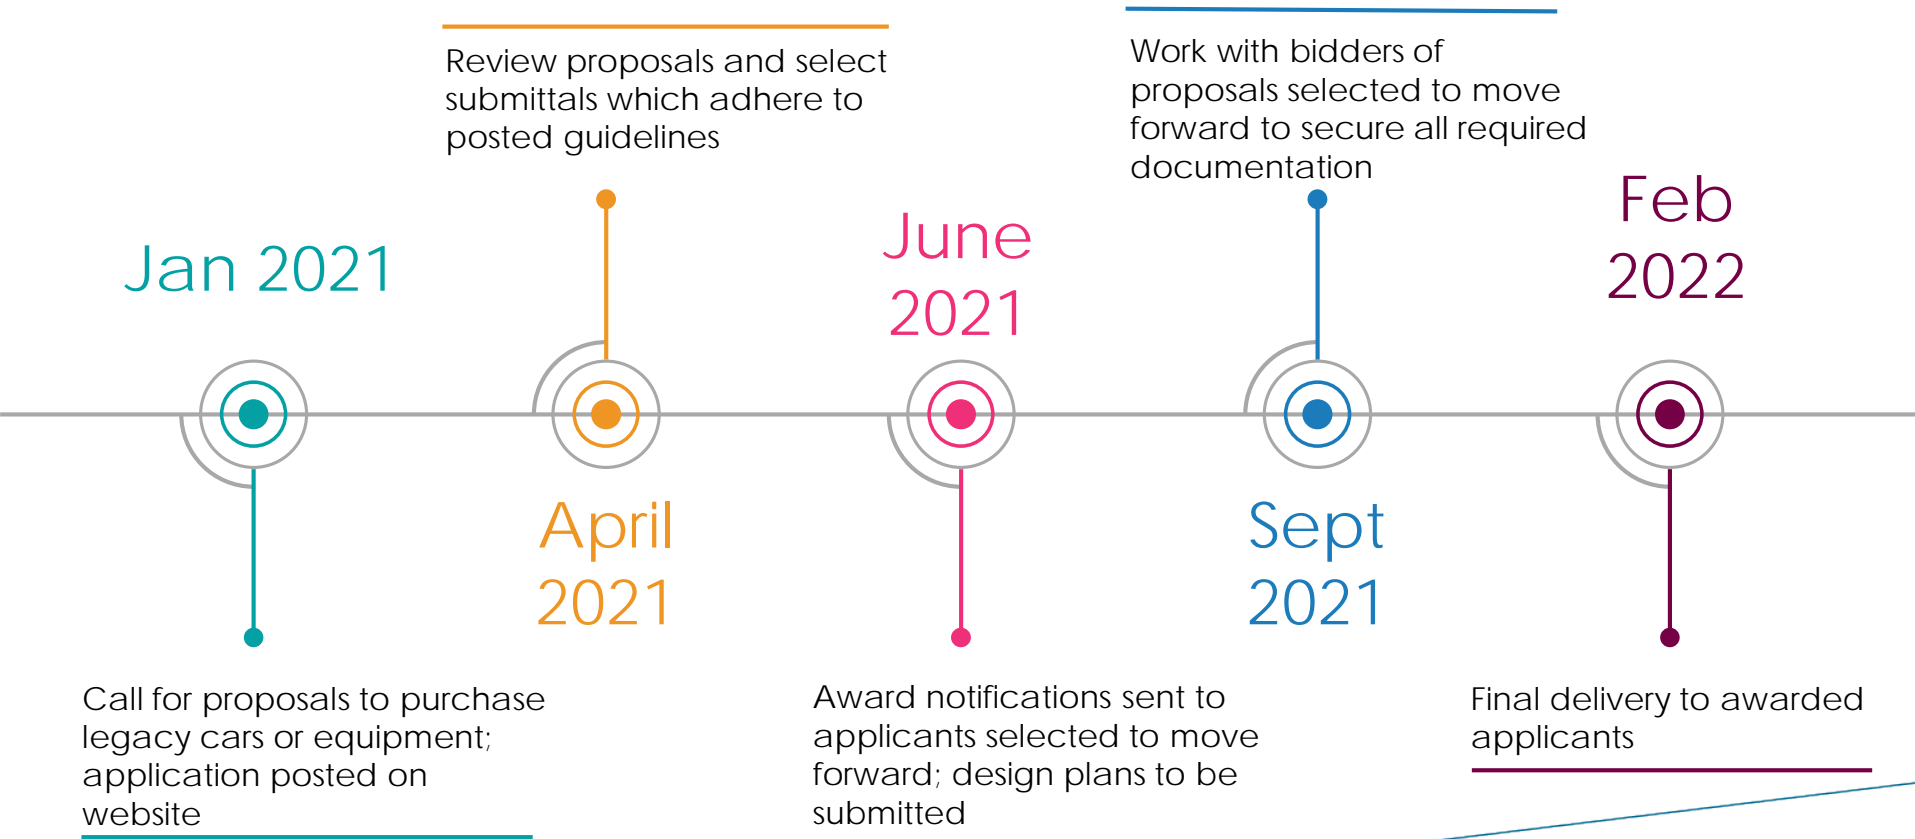 Jan 2021
Call for proposals to purchase
legacy cars or equipment;
application posted on
website
Review proposals and select
submittals which adhere to
posted guidelines
April
2021
June
2021
Award notifications sent to
applicants selected to move
forward; design plans to be
submitted
Work with bidders of
proposals selected to move
forward to secure all required
documentation
Sept
2021
Feb
2022
Final delivery to awarded
applicants